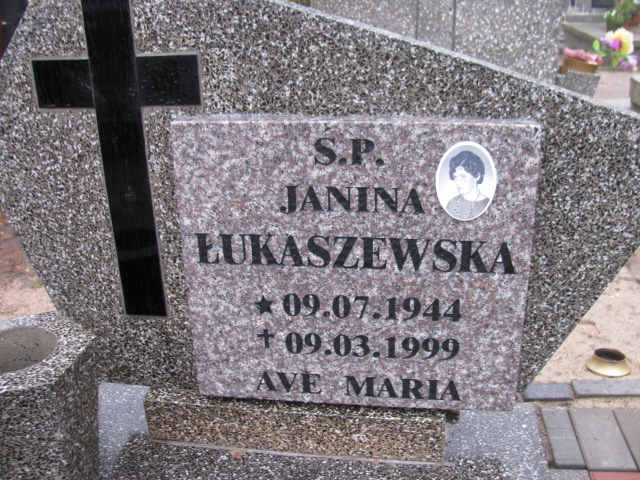 Ś.P.
JANINA
ŁUKASZEWSKA
★ 09.07.1944
✝ 09.03.1999
AVE MARIA